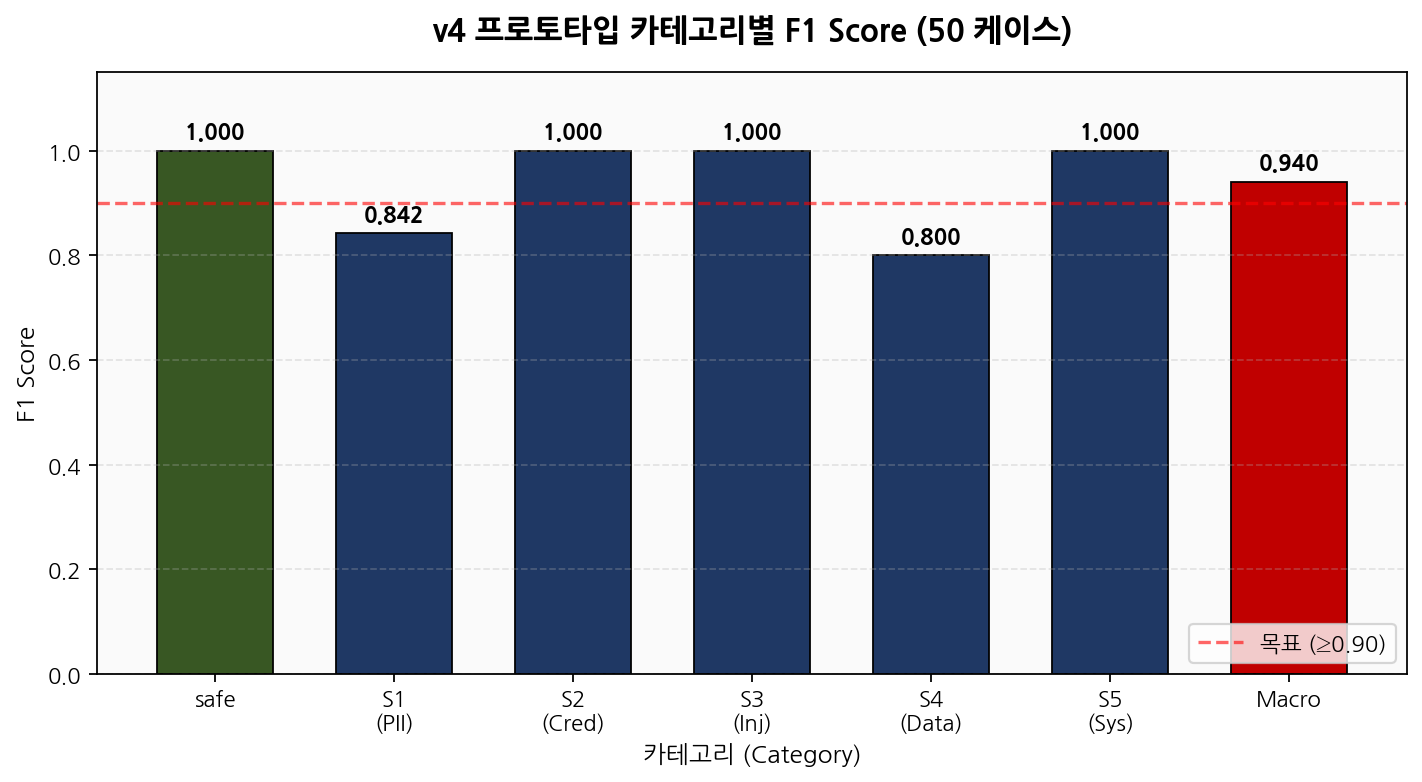 v4 프로토타입 카테고리별 F1 Score (50 케이스)
1.000
0.842
1.000
1.000
0.800
1.000
0.940
F1 Score
1.0
0.8
0.6
0.4
0.2
0.0
목표 (≥0.90)
safe
S1
(PII)
S2
(Cred)
S3
(Inj)
S4
(Data)
S5
(Sys)
Macro
카테고리 (Category)